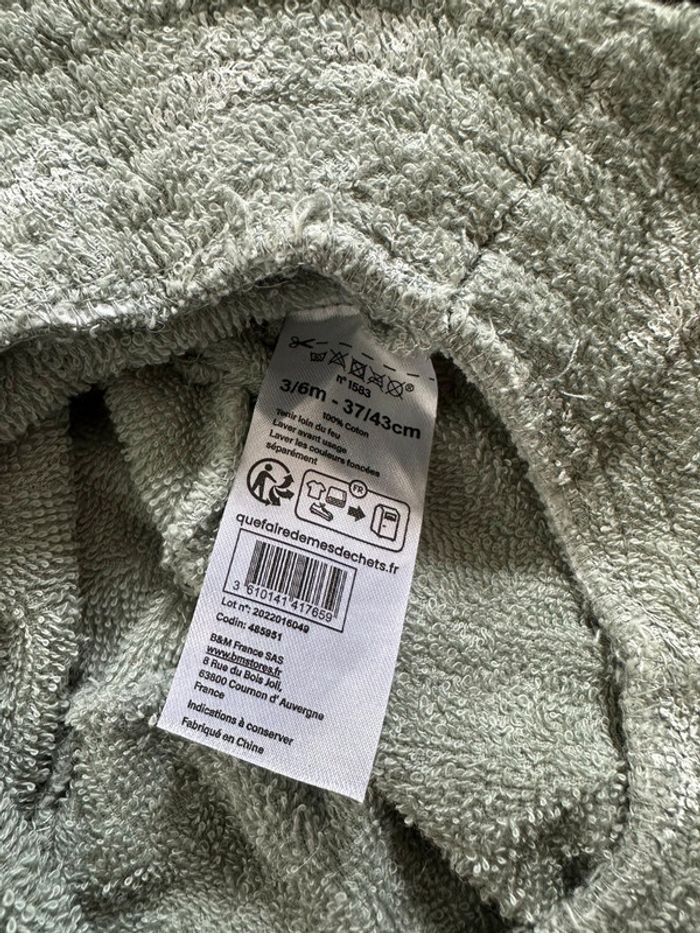 n° 1583
3/6m - 37/43cm
100% Coton
Tenir loin du feu
Laver avant usage
Laver les couleurs foncées
séparément
FR
quefairedemesdechets.fr
3 610141 417659
Lot n°: 2022016049
Codin: 485951
B&M France SAS
www.bmstores.fr
8 Rue du Bois Joli,
63800 Cournon d' Auvergne
France
Indications à conserver
Fabriqué en Chine